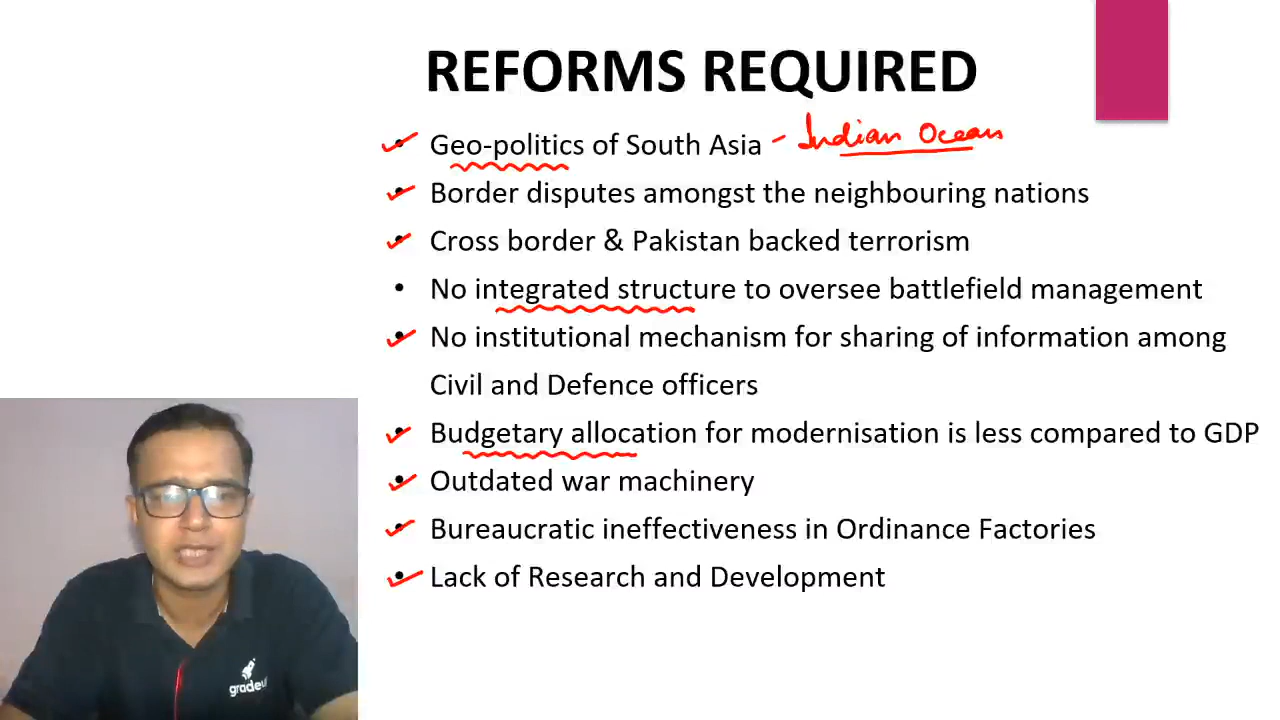 REFORMS REQUIRED
• Geo-politics of South Asia - Indian Ocean
• Border disputes amongst the neighbouring nations
• Cross border & Pakistan backed terrorism
• No integrated structure to oversee battlefield management
• No institutional mechanism for sharing of information among
Civil and Defence officers
• Budgetary allocation for modernisation is less compared to GDP
• Outdated war machinery
• Bureaucratic ineffectiveness in Ordinance Factories
• Lack of Research and Development